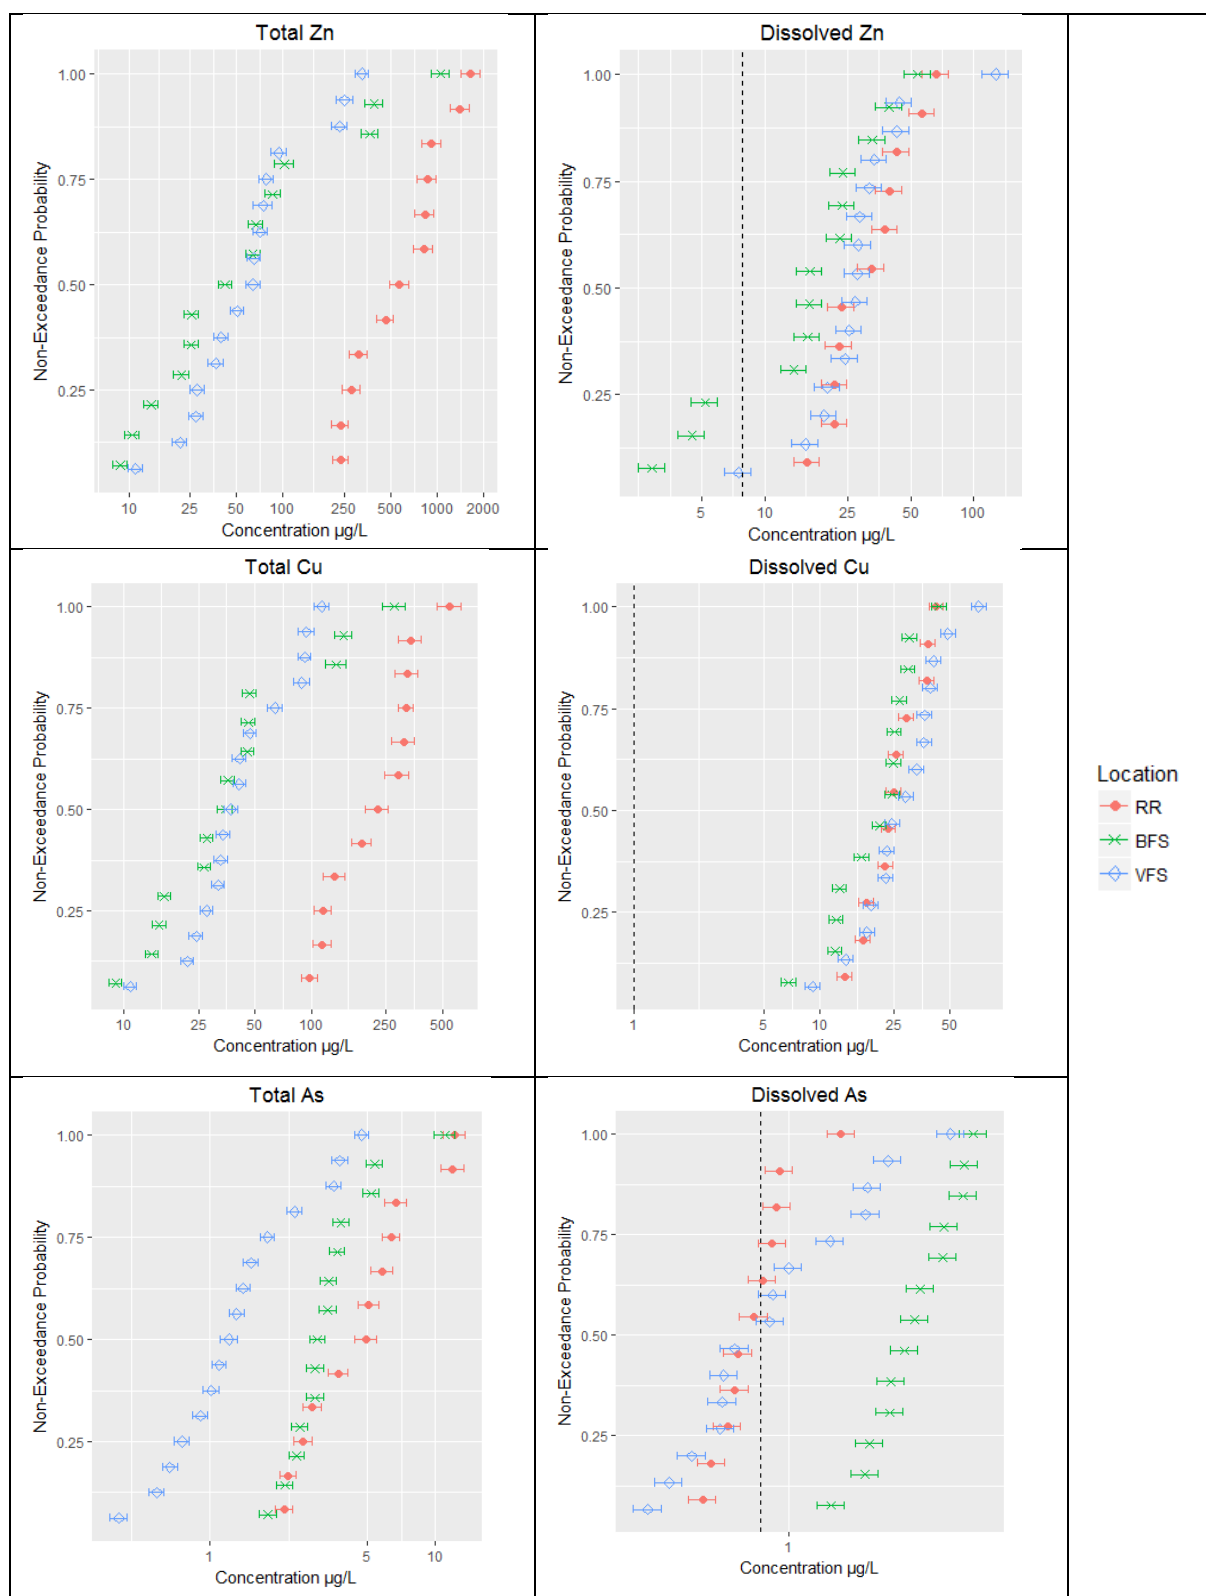 Total Zn
Non-Exceedance Probability
1.00
0.75
0.50
0.25
10 25 50 100 250 500 1000 2000
Concentration µg/L
Dissolved Zn
Non-Exceedance Probability
1.00
0.75
0.50
0.25
5 10 25 50 100
Concentration µg/L
Total Cu
Non-Exceedance Probability
1.00
0.75
0.50
0.25
10 25 50 100 250 500
Concentration µg/L
Dissolved Cu
Non-Exceedance Probability
1.00
0.75
0.50
0.25
1 5 10 25 50
Concentration µg/L
Total As
Non-Exceedance Probability
1.00
0.75
0.50
0.25
1 5 10
Concentration µg/L
Dissolved As
Non-Exceedance Probability
1.00
0.75
0.50
0.25
1
Concentration µg/L
Location
RR
BFS
VFS